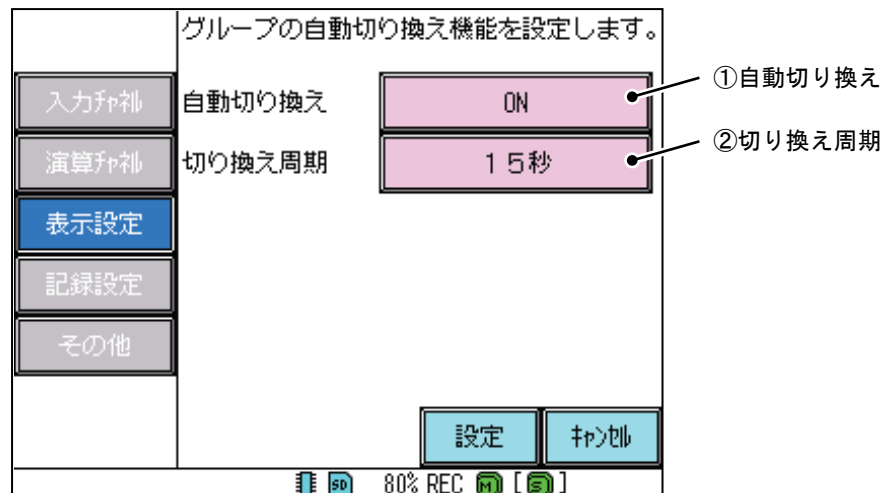 グループの自動切り換え機能を設定します。
入力ﾁｬﾈﾙ
自動切り換え
ON
①自動切り換え
演算ﾁｬﾈﾙ
切り換え周期
１５秒
②切り換え周期
表示設定
記録設定
その他
設定
ｷｬﾝｾﾙ
SD 80% REC M [S]